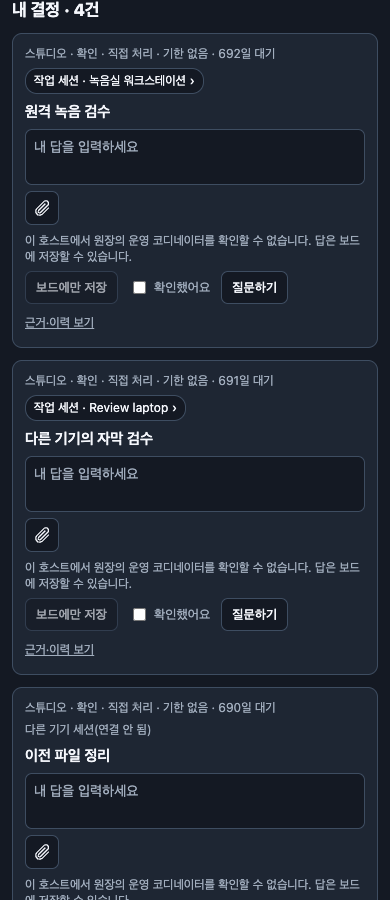 내 결정 · 4건
스튜디오 · 확인 · 직접 처리 · 기한 없음 · 692일 대기
작업 세션 · 녹음실 워크스테이션 ›
원격 녹음 검수
내 답을 입력하세요
이 호스트에서 원장의 운영 코디네이터를 확인할 수 없습니다. 답은 보드
에 저장할 수 있습니다.
보드에만 저장 확인했어요 질문하기
근거·이력 보기
스튜디오 · 확인 · 직접 처리 · 기한 없음 · 691일 대기
작업 세션 · Review laptop ›
다른 기기의 자막 검수
내 답을 입력하세요
이 호스트에서 원장의 운영 코디네이터를 확인할 수 없습니다. 답은 보드
에 저장할 수 있습니다.
보드에만 저장 확인했어요 질문하기
근거·이력 보기
스튜디오 · 확인 · 직접 처리 · 기한 없음 · 690일 대기
다른 기기 세션(연결 안 됨)
이전 파일 정리
내 답을 입력하세요
이 호스트에서 원장의 운영 코디네이터를 확인할 수 없습니다. 답은 보드
에 저장할 수 있습니다.